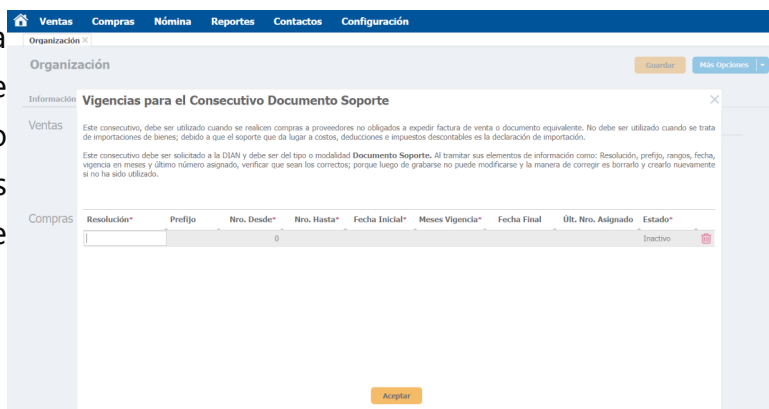 Ventas Compras Nómina Reportes Contactos Configuración
Organización ×
a
Organización
Guardar Más Opciones
e
Información
Vigencias para el Consecutivo Documento Soporte
Ventas
o
Este consecutivo, debe ser utilizado cuando se realicen compras a proveedores no obligados a expedir factura de venta o documento equivalente. No debe ser utilizado cuando se trata
de importaciones de bienes; debido a que el soporte que da lugar a costos, deducciones e impuestos descontables es la declaración de importación.
Este consecutivo debe ser solicitado a la DIAN y debe ser del tipo o modalidad Documento Soporte. Al tramitar sus elementos de información como: Resolución, prefijo, rangos, fecha,
vigencia en meses y último número asignado, verificar que sean los correctos; porque luego de grabarse no puede modificarse y la manera de corregir es borrarlo y crearlo nuevamente
si no ha sido utilizado.
s
Compras
Resolución* Prefijo Nro. Desde* Nro. Hasta* Fecha Inicial* Meses Vigencia* Fecha Final Últ. Nro. Asignado Estado*
e
0 Inactivo
Aceptar